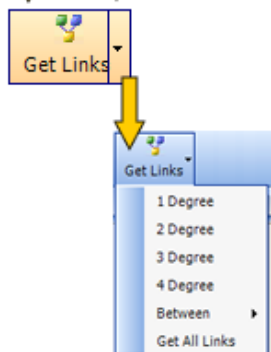 Get Links
Get Links
1 Degree
2 Degree
3 Degree
4 Degree
Between
Get All Links